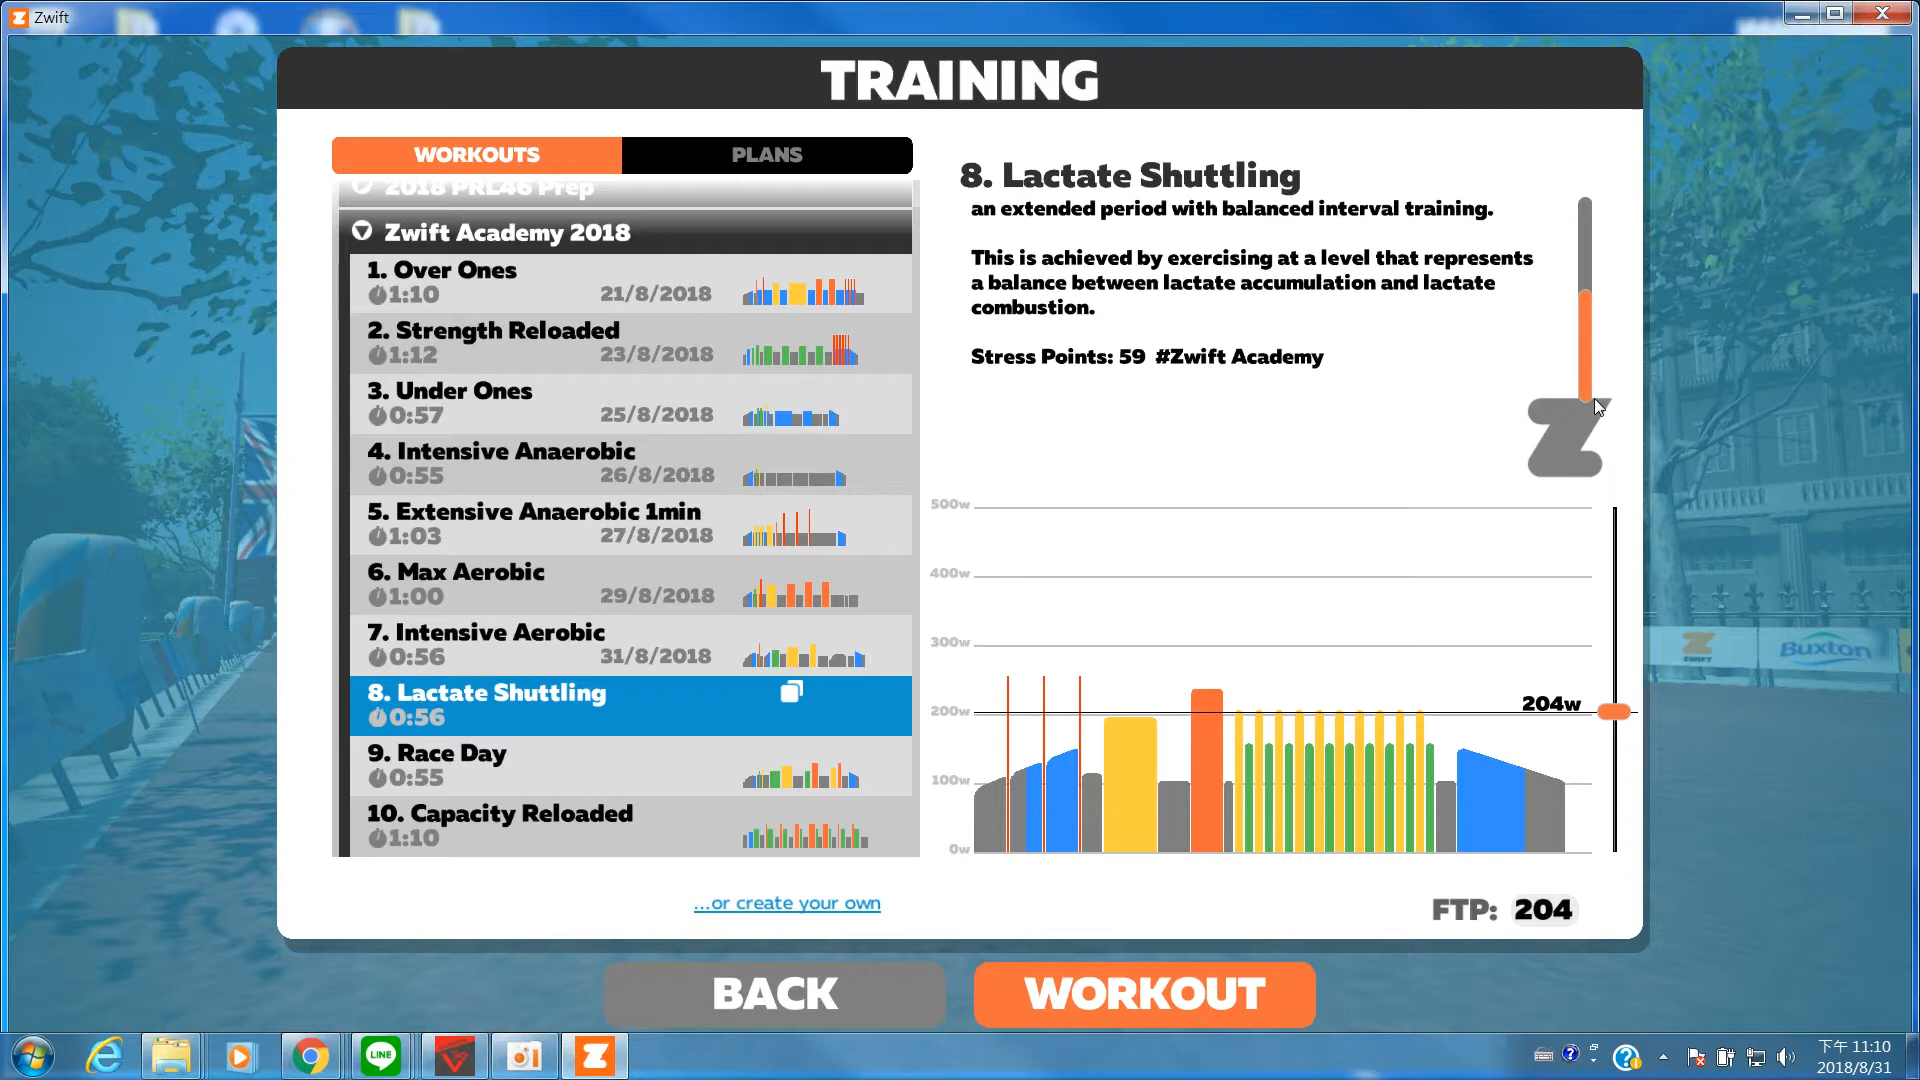 Zwift
TRAINING
WORKOUTS
PLANS
2018 PRL46 Prep
Zwift Academy 2018
1. Over Ones
1:10
21/8/2018
2. Strength Reloaded
1:12
23/8/2018
3. Under Ones
0:57
25/8/2018
4. Intensive Anaerobic
0:55
26/8/2018
5. Extensive Anaerobic 1min
1:03
27/8/2018
6. Max Aerobic
1:00
29/8/2018
7. Intensive Aerobic
0:56
31/8/2018
8. Lactate Shuttling
0:56
9. Race Day
0:55
10. Capacity Reloaded
1:10
...or create your own
8. Lactate Shuttling
an extended period with balanced interval training.
This is achieved by exercising at a level that represents
a balance between lactate accumulation and lactate
combustion.
Stress Points: 59 #Zwift Academy
500w
400w
300w
200w
100w
0w
204w
FTP: 204
ZWIFT
Buxton
BACK
WORKOUT
LINE
下午 11:10
2018/8/31